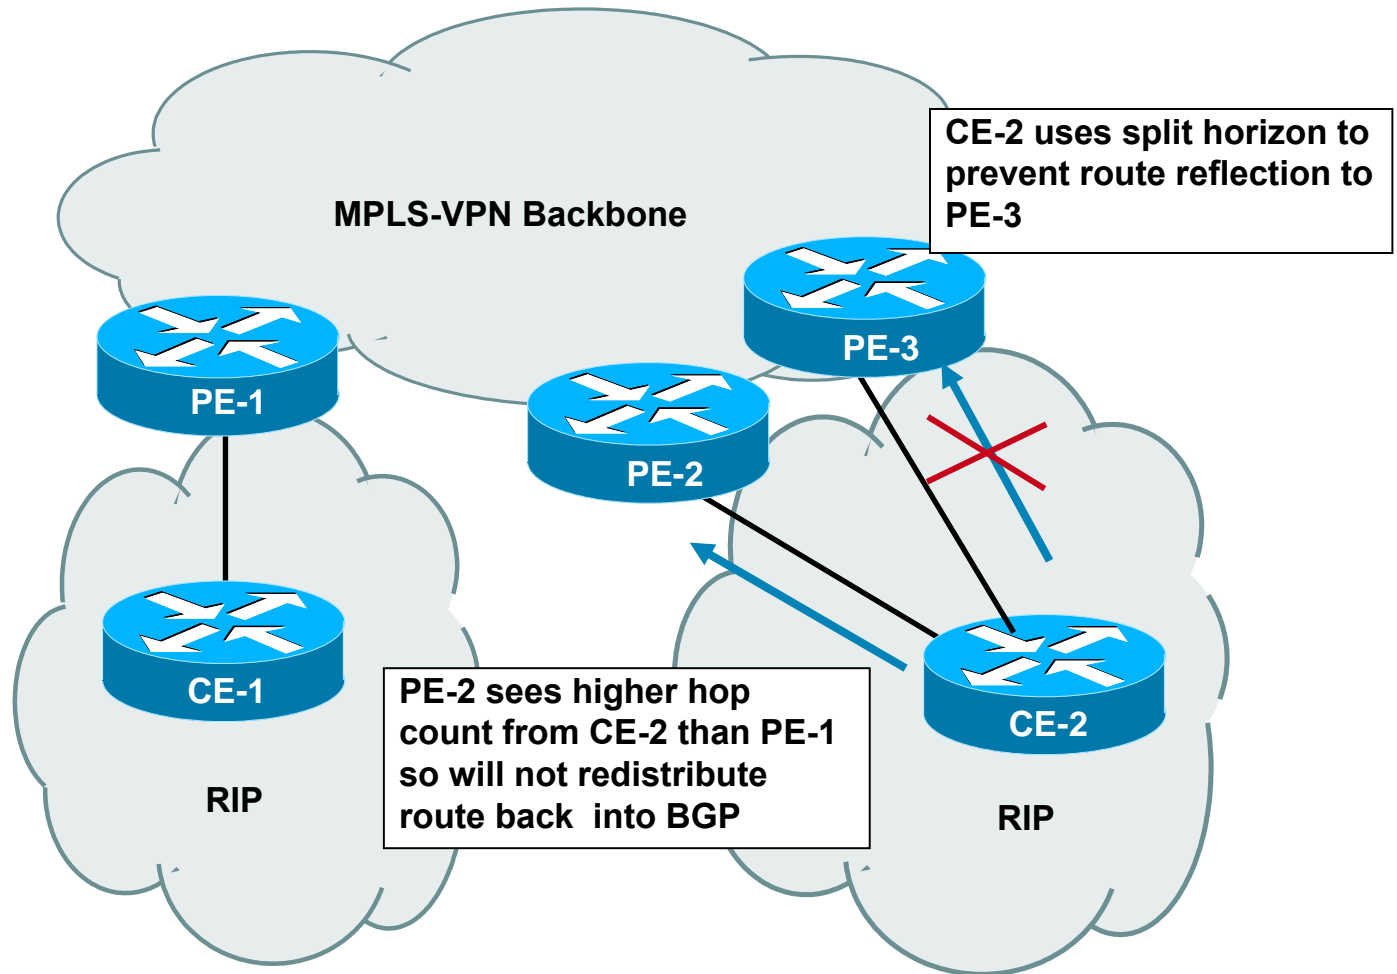 CE-2 uses split horizon to
prevent route reflection to
PE-3
MPLS-VPN Backbone
PE-3
PE-1
PE-2
CE-1
PE-2 sees higher hop
count from CE-2 than PE-1
so will not redistribute
route back  into BGP
CE-2
RIP
RIP